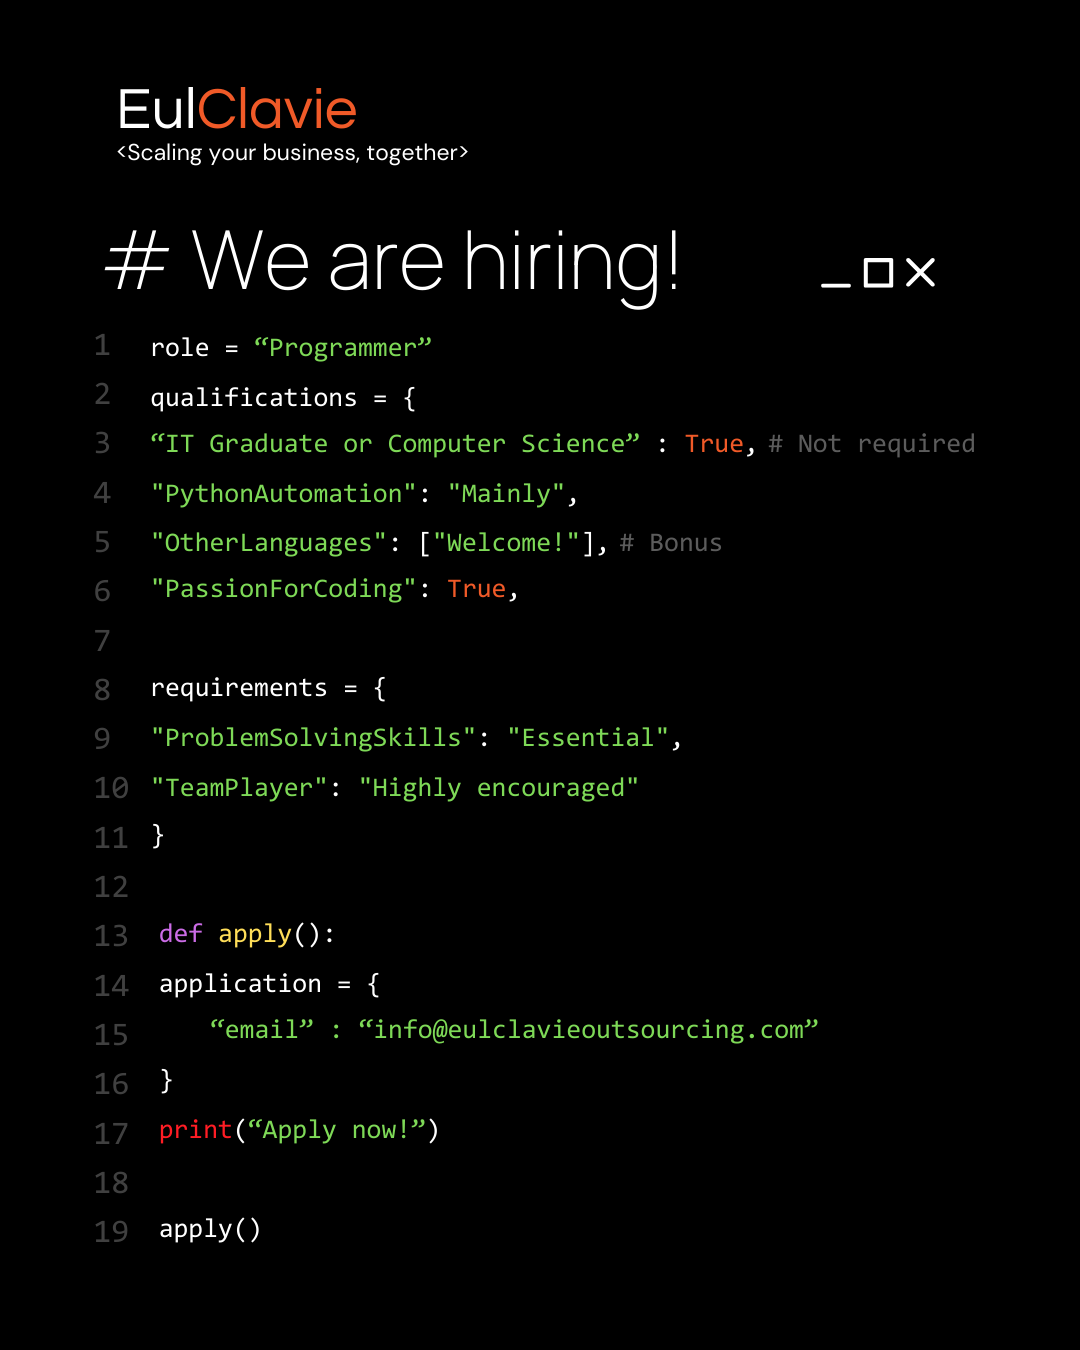 EulClavie
<Scaling your business, together>
# We are hiring!
1 role = “Programmer”
2 qualifications = {
3 “IT Graduate or Computer Science” : True, # Not required
4 "PythonAutomation": "Mainly",
5 "OtherLanguages": ["Welcome!"], # Bonus
6 "PassionForCoding": True,
7
8 requirements = {
9 "ProblemSolvingSkills": "Essential",
10 "TeamPlayer": "Highly encouraged"
11 }
12
13 def apply():
14 application = {
15 “email” : “info@eulclavieoutsourcing.com”
16 }
17 print(“Apply now!”)
18
19 apply()